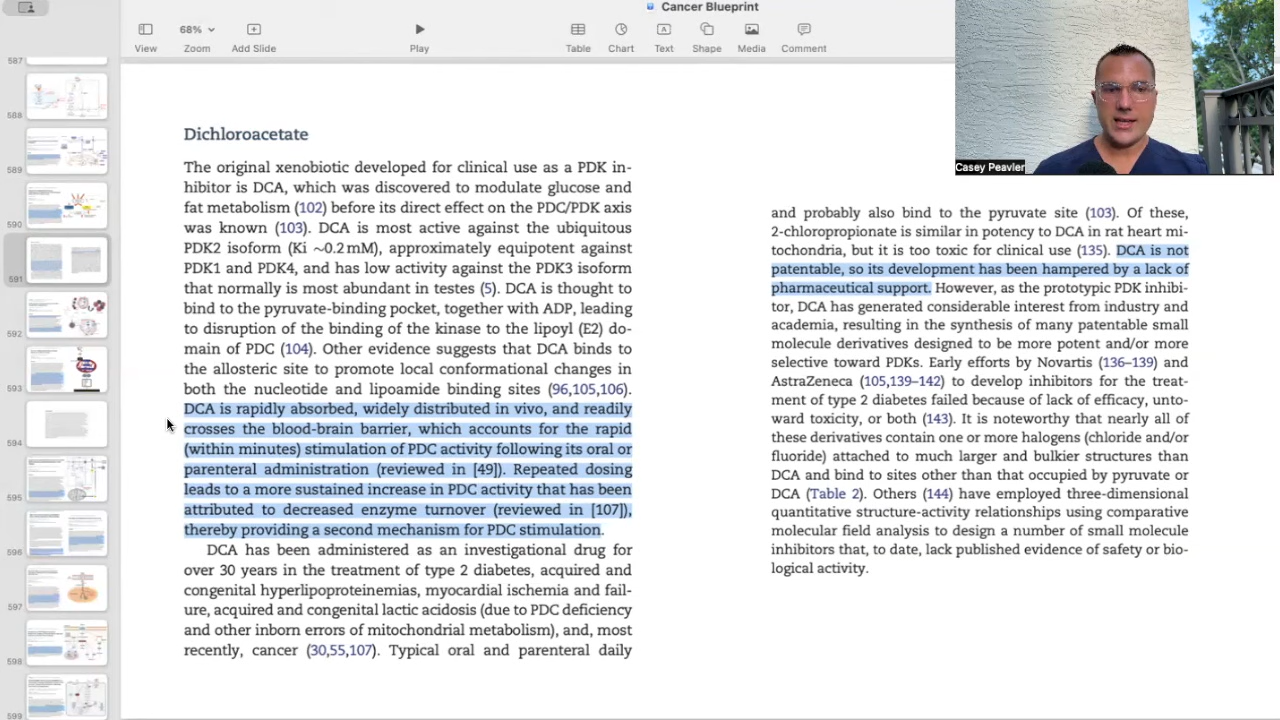 Cancer Blueprint
68%
View
Zoom
Add Slide
Play
Table
Chart
Text
Shape
Media
Comment
Casey Peavler
587
588
589
590
591
592
593
594
595
596
597
598
599
Dichloroacetate
The original xenobiotic developed for clinical use as a PDK in-
hibitor is DCA, which was discovered to modulate glucose and
fat metabolism (102) before its direct effect on the PDC/PDK axis
was known (103). DCA is most active against the ubiquitous
PDK2 isoform (Ki ~0.2 mM), approximately equipotent against
PDK1 and PDK4, and has low activity against the PDK3 isoform
that normally is most abundant in testes (5). DCA is thought to
bind to the pyruvate-binding pocket, together with ADP, leading
to disruption of the binding of the kinase to the lipoyl (E2) do-
main of PDC (104). Other evidence suggests that DCA binds to
the allosteric site to promote local conformational changes in
both the nucleotide and lipoamide binding sites (96,105,106).
DCA is rapidly absorbed, widely distributed in vivo, and readily
crosses the blood-brain barrier, which accounts for the rapid
(within minutes) stimulation of PDC activity following its oral or
parenteral administration (reviewed in [49]). Repeated dosing
leads to a more sustained increase in PDC activity that has been
attributed to decreased enzyme turnover (reviewed in [107]),
thereby providing a second mechanism for PDC stimulation.
DCA has been administered as an investigational drug for
over 30 years in the treatment of type 2 diabetes, acquired and
congenital hyperlipoproteinemias, myocardial ischemia and fail-
ure, acquired and congenital lactic acidosis (due to PDC deficiency
and other inborn errors of mitochondrial metabolism), and, most
recently, cancer (30,55,107). Typical oral and parenteral daily
and probably also bind to the pyruvate site (103). Of these,
2-chloropropionate is similar in potency to DCA in rat heart mi-
tochondria, but it is too toxic for clinical use (135). DCA is not
patentable, so its development has been hampered by a lack of
pharmaceutical support. However, as the prototypic PDK inhibi-
tor, DCA has generated considerable interest from industry and
academia, resulting in the synthesis of many patentable small
molecule derivatives designed to be more potent and/or more
selective toward PDKs. Early efforts by Novartis (136–139) and
AstraZeneca (105,139–142) to develop inhibitors for the treat-
ment of type 2 diabetes failed because of lack of efficacy, unto-
ward toxicity, or both (143). It is noteworthy that nearly all of
these derivatives contain one or more halogens (chloride and/or
fluoride) attached to much larger and bulkier structures than
DCA and bind to sites other than that occupied by pyruvate or
DCA (Table 2). Others (144) have employed three-dimensional
quantitative structure-activity relationships using comparative
molecular field analysis to design a number of small molecule
inhibitors that, to date, lack published evidence of safety or bio-
logical activity.